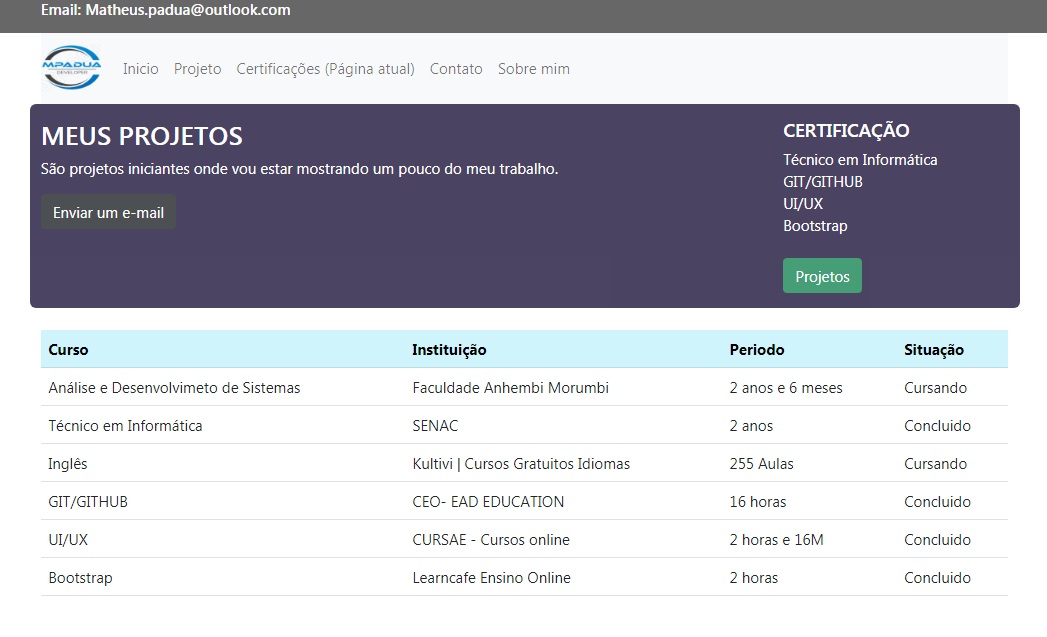 Email: Matheus.padua@outlook.com
MPADUA
DEVELOPER
Inicio Projeto Certificações (Página atual) Contato Sobre mim
MEUS PROJETOS
São projetos iniciantes onde vou estar mostrando um pouco do meu trabalho.
Enviar um e-mail
CERTIFICAÇÃO
Técnico em Informática
GIT/GITHUB
UI/UX
Bootstrap
Projetos
Curso Instituição Periodo Situação
Análise e Desenvolvimeto de Sistemas Faculdade Anhembi Morumbi 2 anos e 6 meses Cursando
Técnico em Informática SENAC 2 anos Concluido
Inglês Kultivi | Cursos Gratuitos Idiomas 255 Aulas Cursando
GIT/GITHUB CEO- EAD EDUCATION 16 horas Concluido
UI/UX CURSAE - Cursos online 2 horas e 16M Concluido
Bootstrap Learncafe Ensino Online 2 horas Concluido